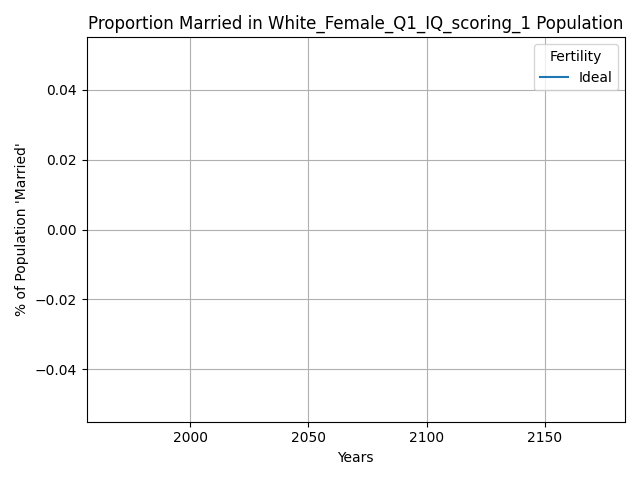 Proportion Married in White_Female_Q1_IQ_scoring_1 Population
Fertility
Ideal
0.04
0.02
0.00
−0.02
−0.04
% of Population 'Married'
2000
2050
2100
2150
Years